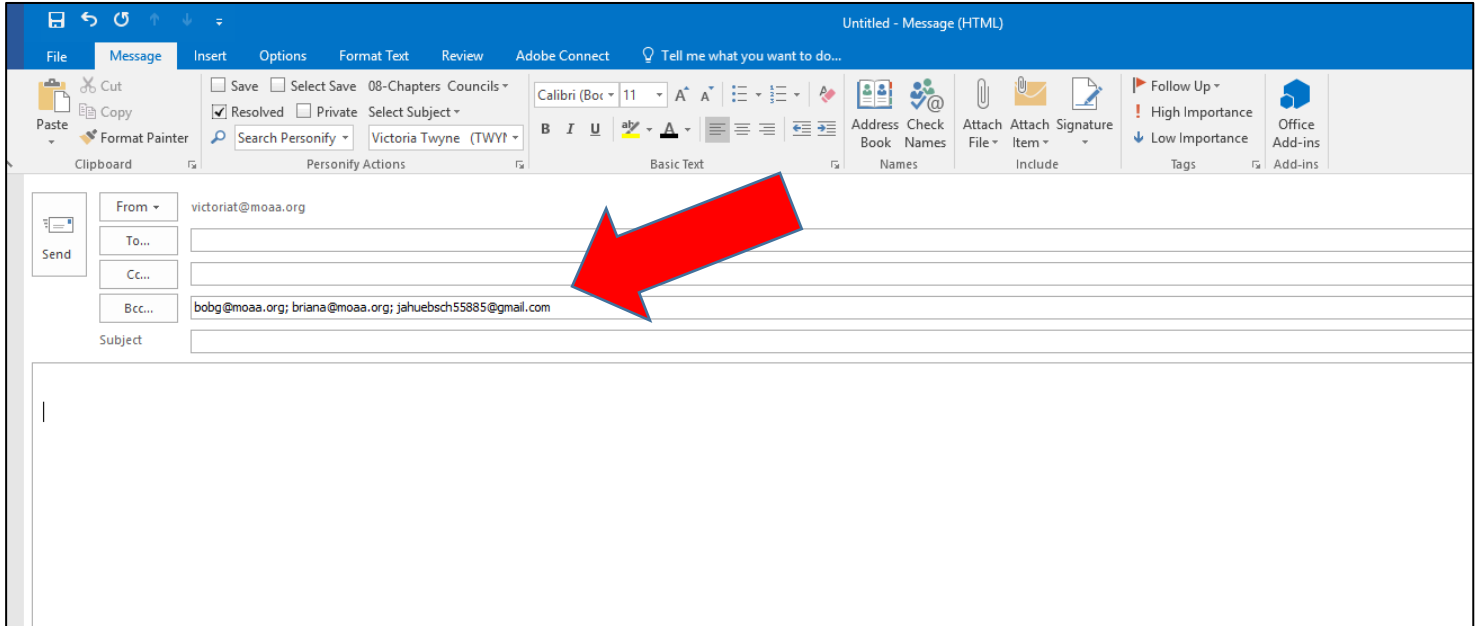 Untitled - Message (HTML)
File Message Insert Options Format Text Review Adobe Connect Tell me what you want to do...
Cut Save Select Save 08-Chapters Councils Follow Up
Calibri (Boc 11
Copy Resolved Private Select Subject High Importance
Paste Address Check Attach Attach Signature Office
Format Painter Search Personify Victoria Twyne (TWY B I U aby A Book Names File Item Low Importance Add-ins
Clipboard Personify Actions Basic Text Names Include Tags Add-ins
From victoriat@moaa.org
To...
Send
Cc...
Bcc... bobg@moaa.org; briana@moaa.org; jahuebsch55885@gmail.com
Subject